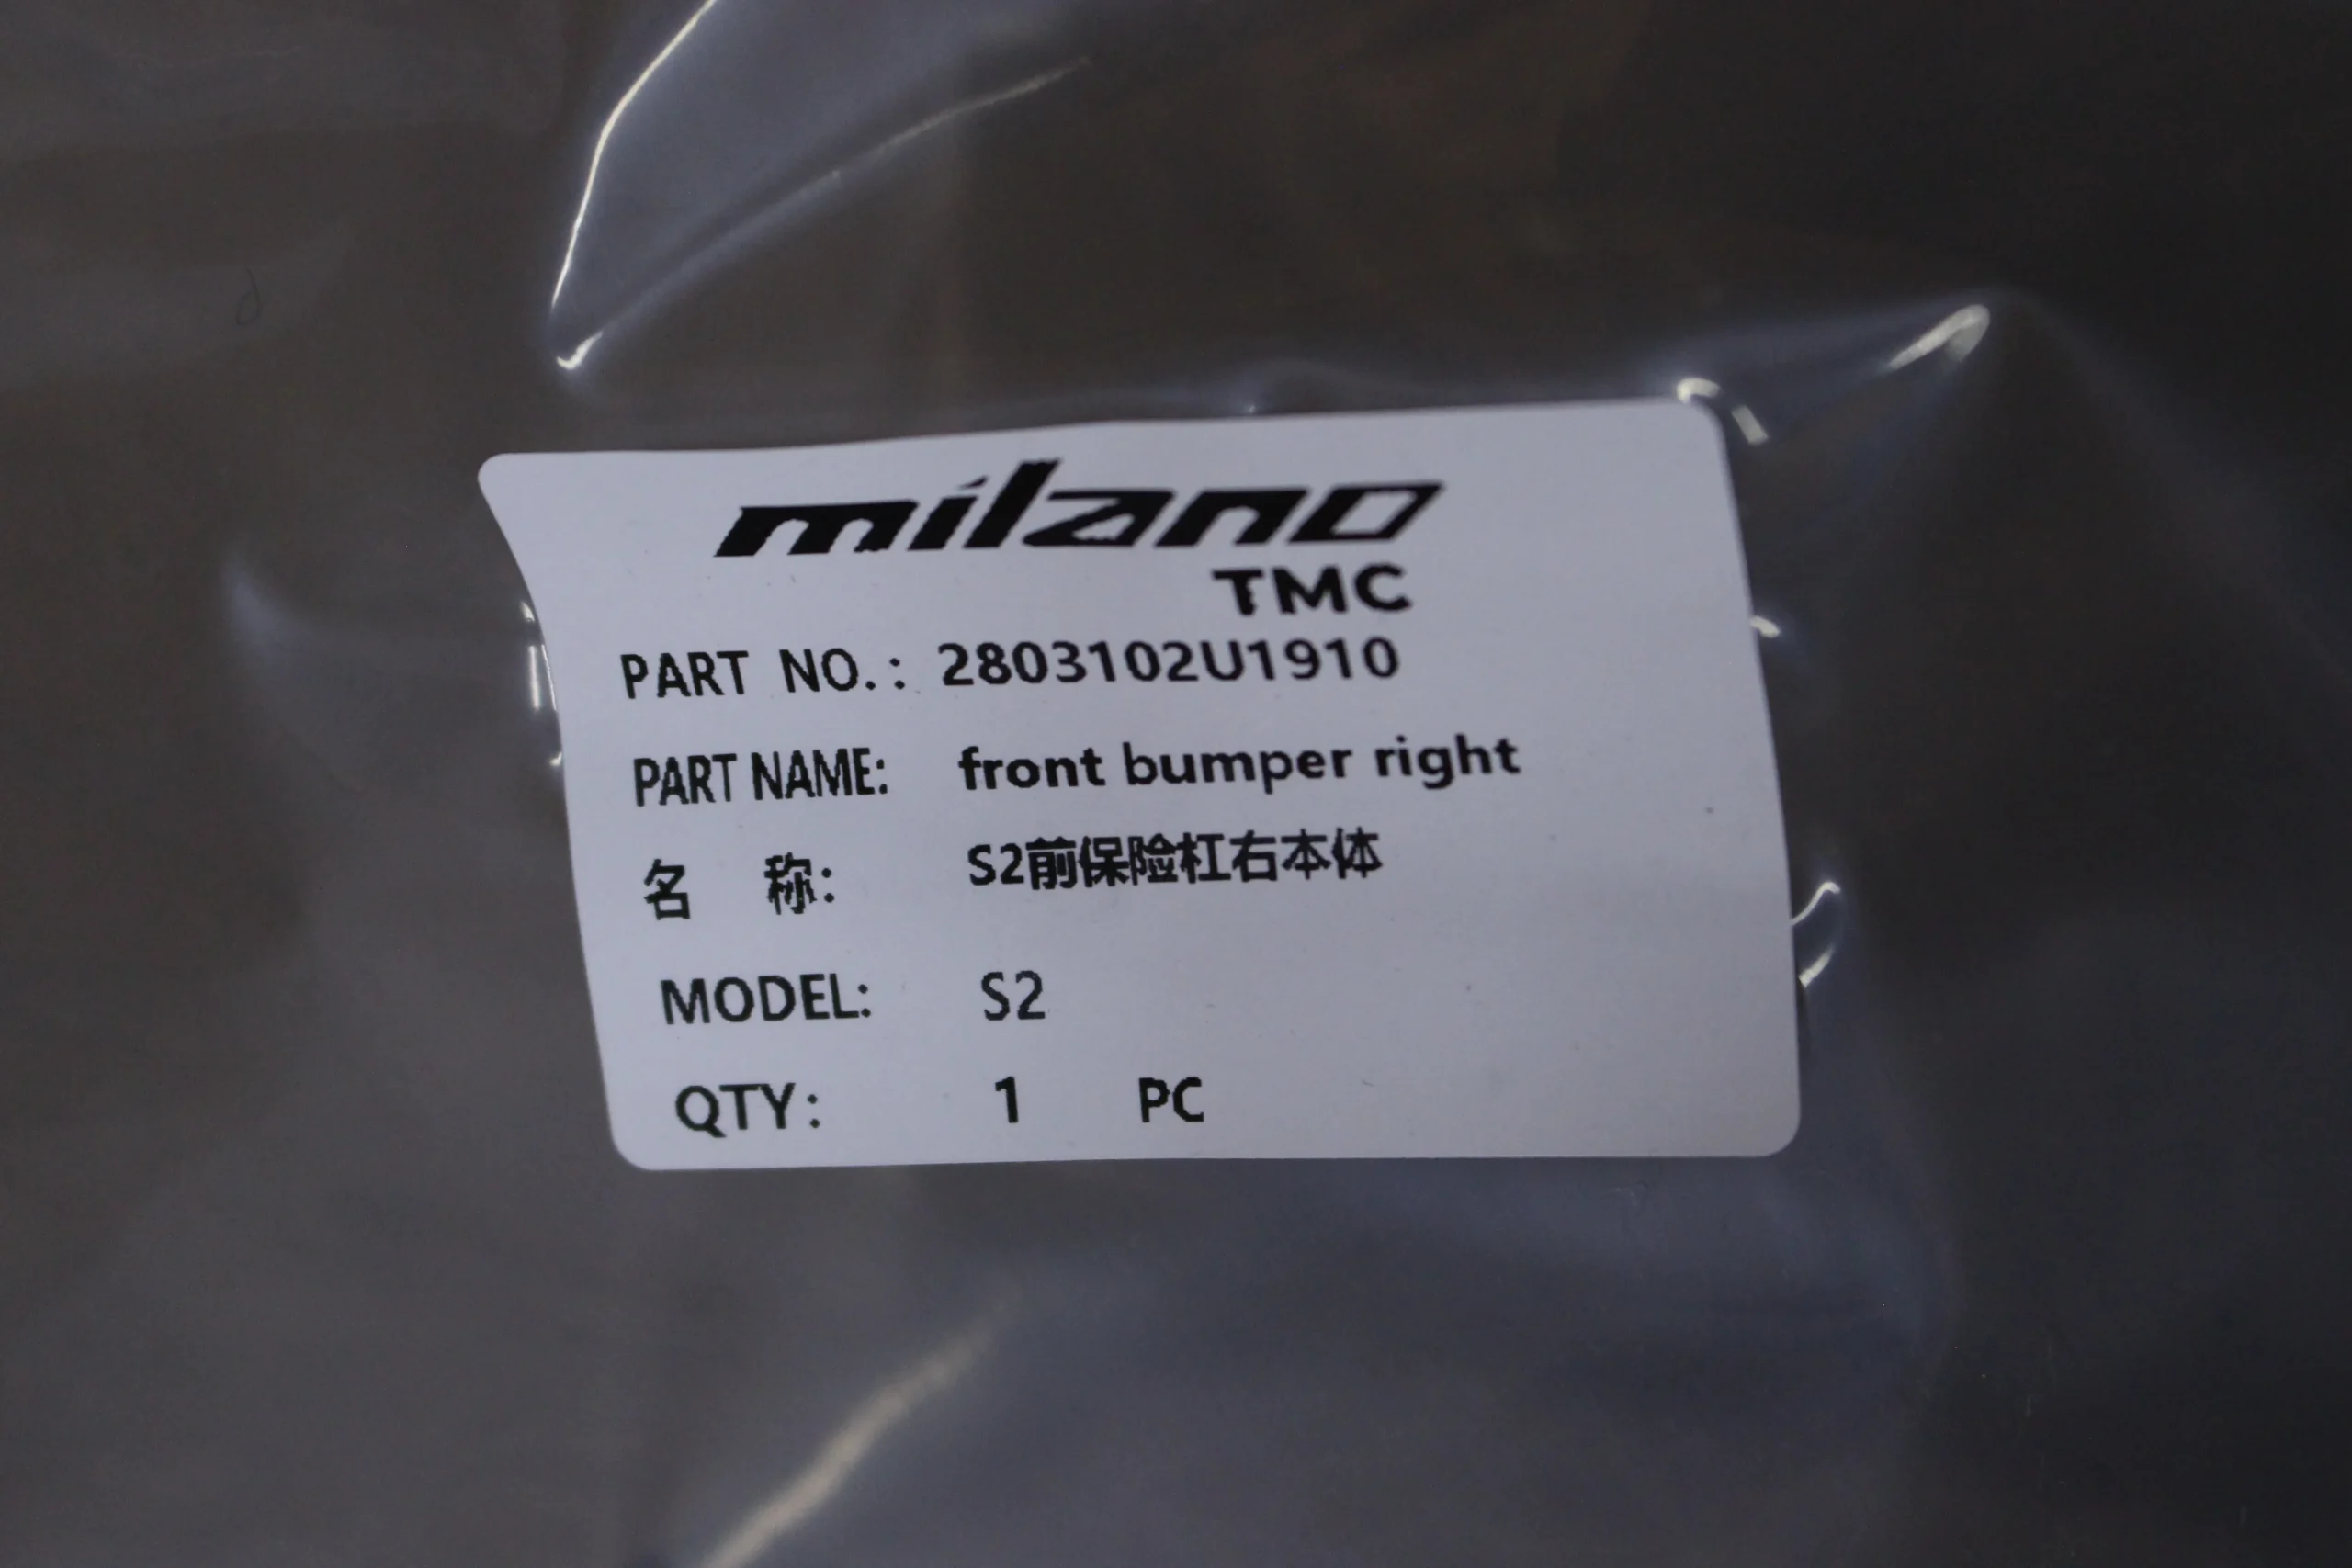 milano
TMC
PART NO.: 2803102U1910
PART NAME: front bumper right
名 称: S2前保险杠右本体
MODEL: S2
QTY: 1 PC